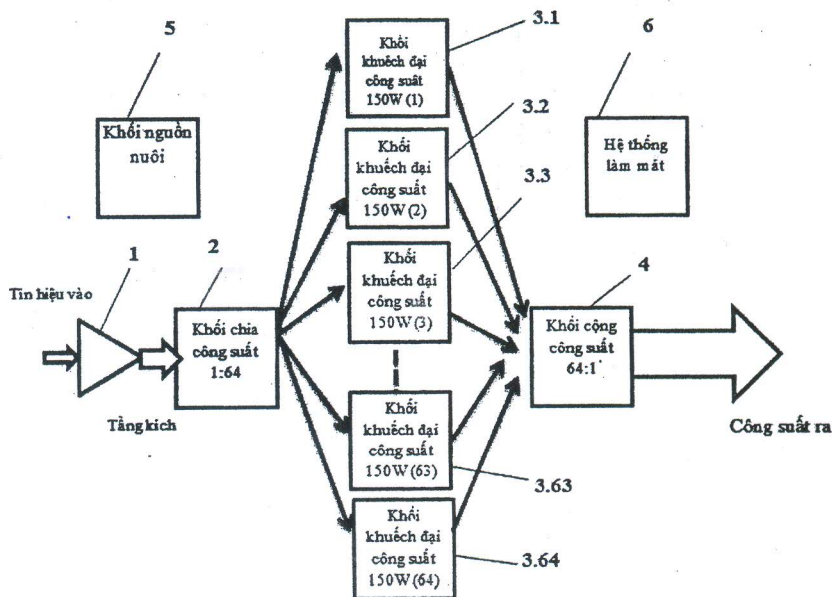 5
3.1
6
Khối
khuếch đại
công suất
150W (1)
3.2
Khối nguồn
nuôi
Khối
khuếch đại
công suất
150W (2)
Hệ thống
làm mát
3.3
1
2
Khối
khuếch đại
công suất
150W (3)
4
Tín hiệu vào
Khối chia
công suất
1:64
Khối cộng
công suất
64:1
Tầng kích
Công suất ra
Khối
khuếch đại
công suất
150W (63)
3.63
Khối
khuếch đại
công suất
150W (64)
3.64